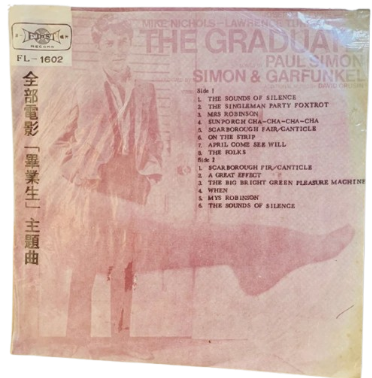 FIRST
RECORD
FL-1602
MIKE NICHOLS - LAWRENCE
THE GRADUAT
PAUL SIMON
SIMON & GARFUNKEL
全部電影「畢業生」主題曲
Side 1
1. THE SOUNDS OF SILENCE
2. THE SINGLEMAN PARTY FOXTROT
3. MRS ROBINSON
4. SUNPORCH CHA-CHA-CHA-CHA
5. SCARBOROUGH FAIR/CANTICLE
6. ON THE STRIP
7. APRIL COME SEE WILL
8. THE FOLKS
Side 2
1. SCARBOROUGH FIR/CANTICLE
2. A GREAT EFFECT
3. THE BIG BRIGHT GREEN PLEASURE MACHINE
4. WHEN
5. MYS ROBINSON
6. THE SOUNDS OF SILENCE